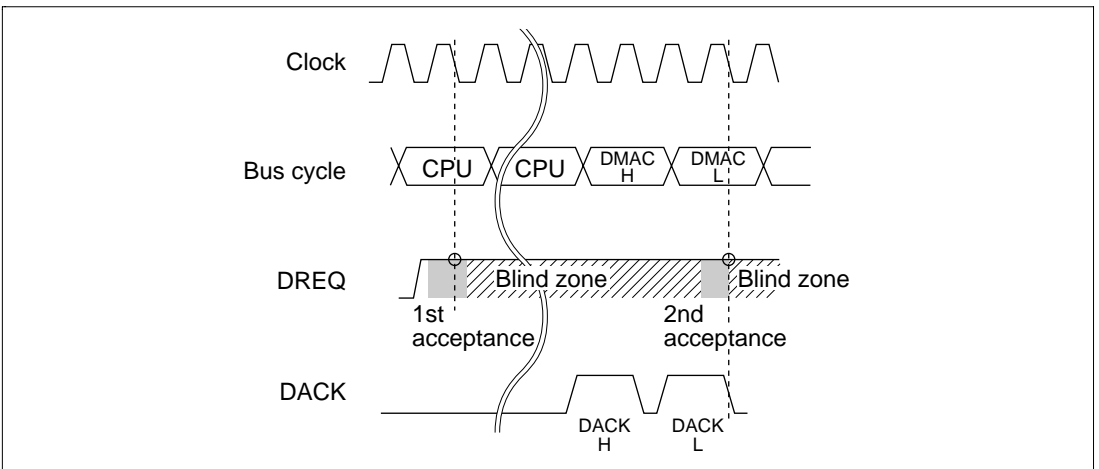 Clock
Bus cycle
CPU
CPU
DMAC
H
DMAC
L
DREQ
Blind zone
Blind zone
1st
acceptance
2nd
acceptance
DACK
DACK
H
DACK
L